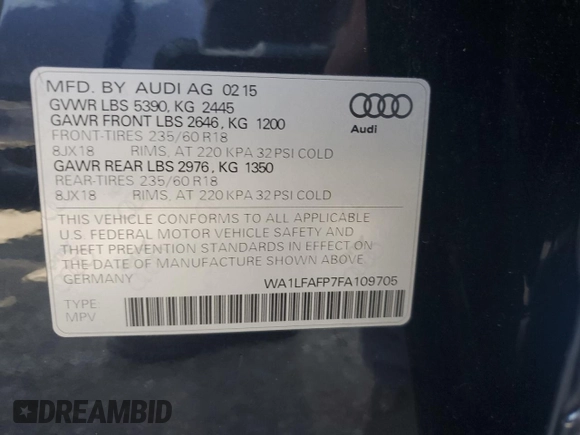 MFD. BY AUDI AG 02 15
GVWR LBS 5390, KG 2445
GAWR FRONT LBS 2646, KG 1200
FRONT-TIRES 235/60 R18
8JX18 RIMS, AT 220 KPA 32 PSI COLD
GAWR REAR LBS 2976, KG 1350
REAR-TIRES 235/60 R18
8JX18 RIMS, AT 220 KPA 32 PSI COLD
Audi
THIS VEHICLE CONFORMS TO ALL APPLICABLE
U.S. FEDERAL MOTOR VEHICLE SAFETY AND
THEFT PREVENTION STANDARDS IN EFFECT ON
THE DATE OF MANUFACTURE SHOWN ABOVE.
GERMANY WA1LFAFP7FA109705
TYPE:
MPV
DREAMBID